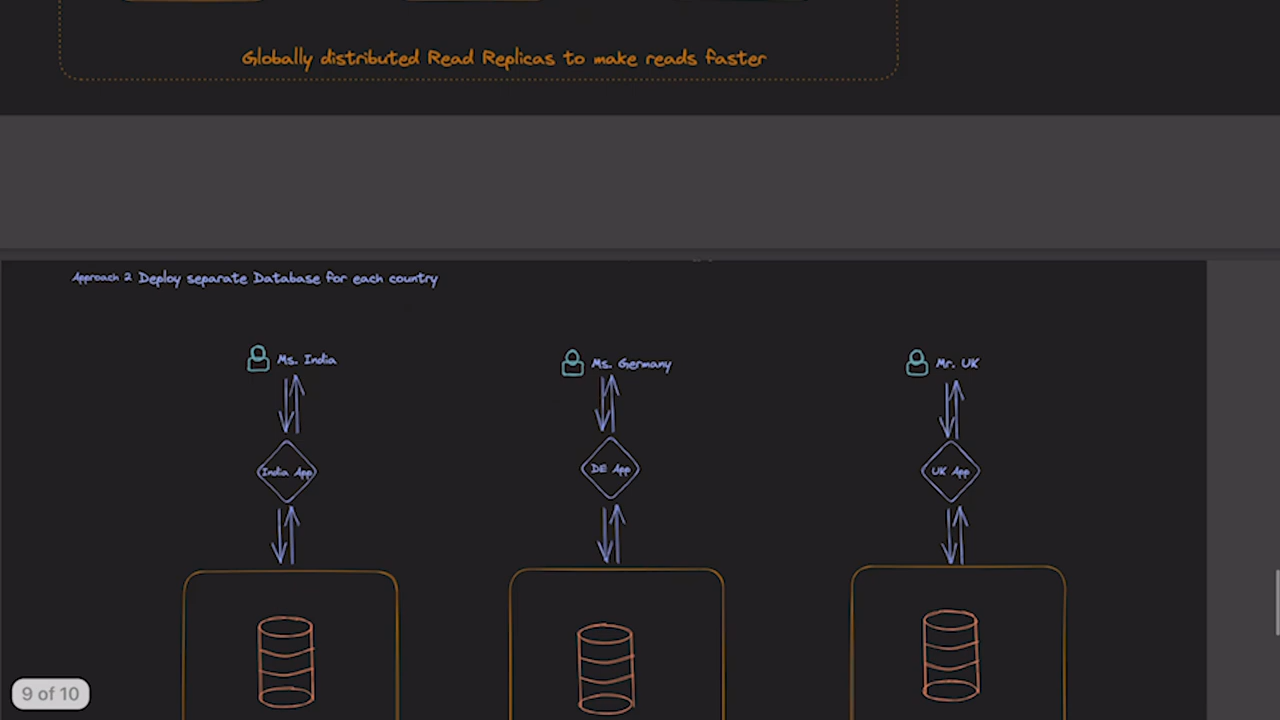 Globally distributed Read Replicas to make reads faster
Approach 2 Deploy separate Database for each country
Ms. India
Ms. Germany
Mr. UK
India App
DE App
UK App
9 of 10